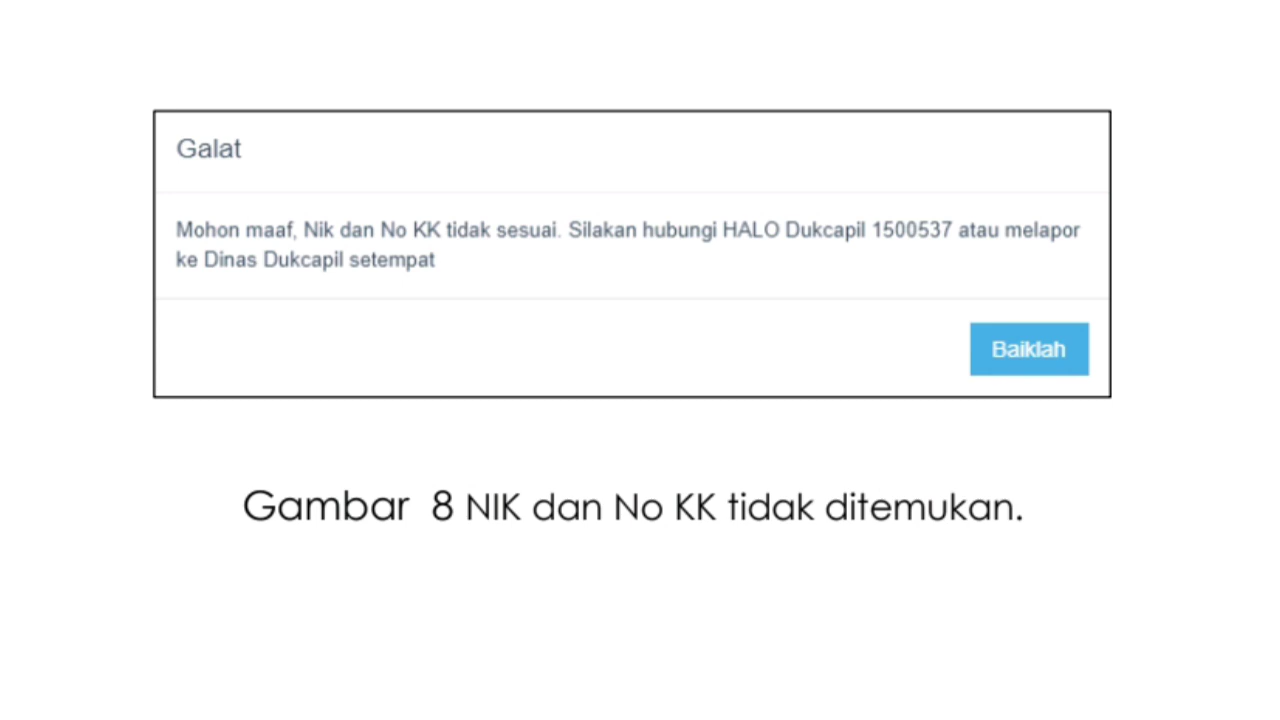 Galat
Mohon maaf, Nik dan No KK tidak sesuai. Silakan hubungi HALO Dukcapil 1500537 atau melapor
ke Dinas Dukcapil setempat
Baiklah
Gambar 8 NIK dan No KK tidak ditemukan.